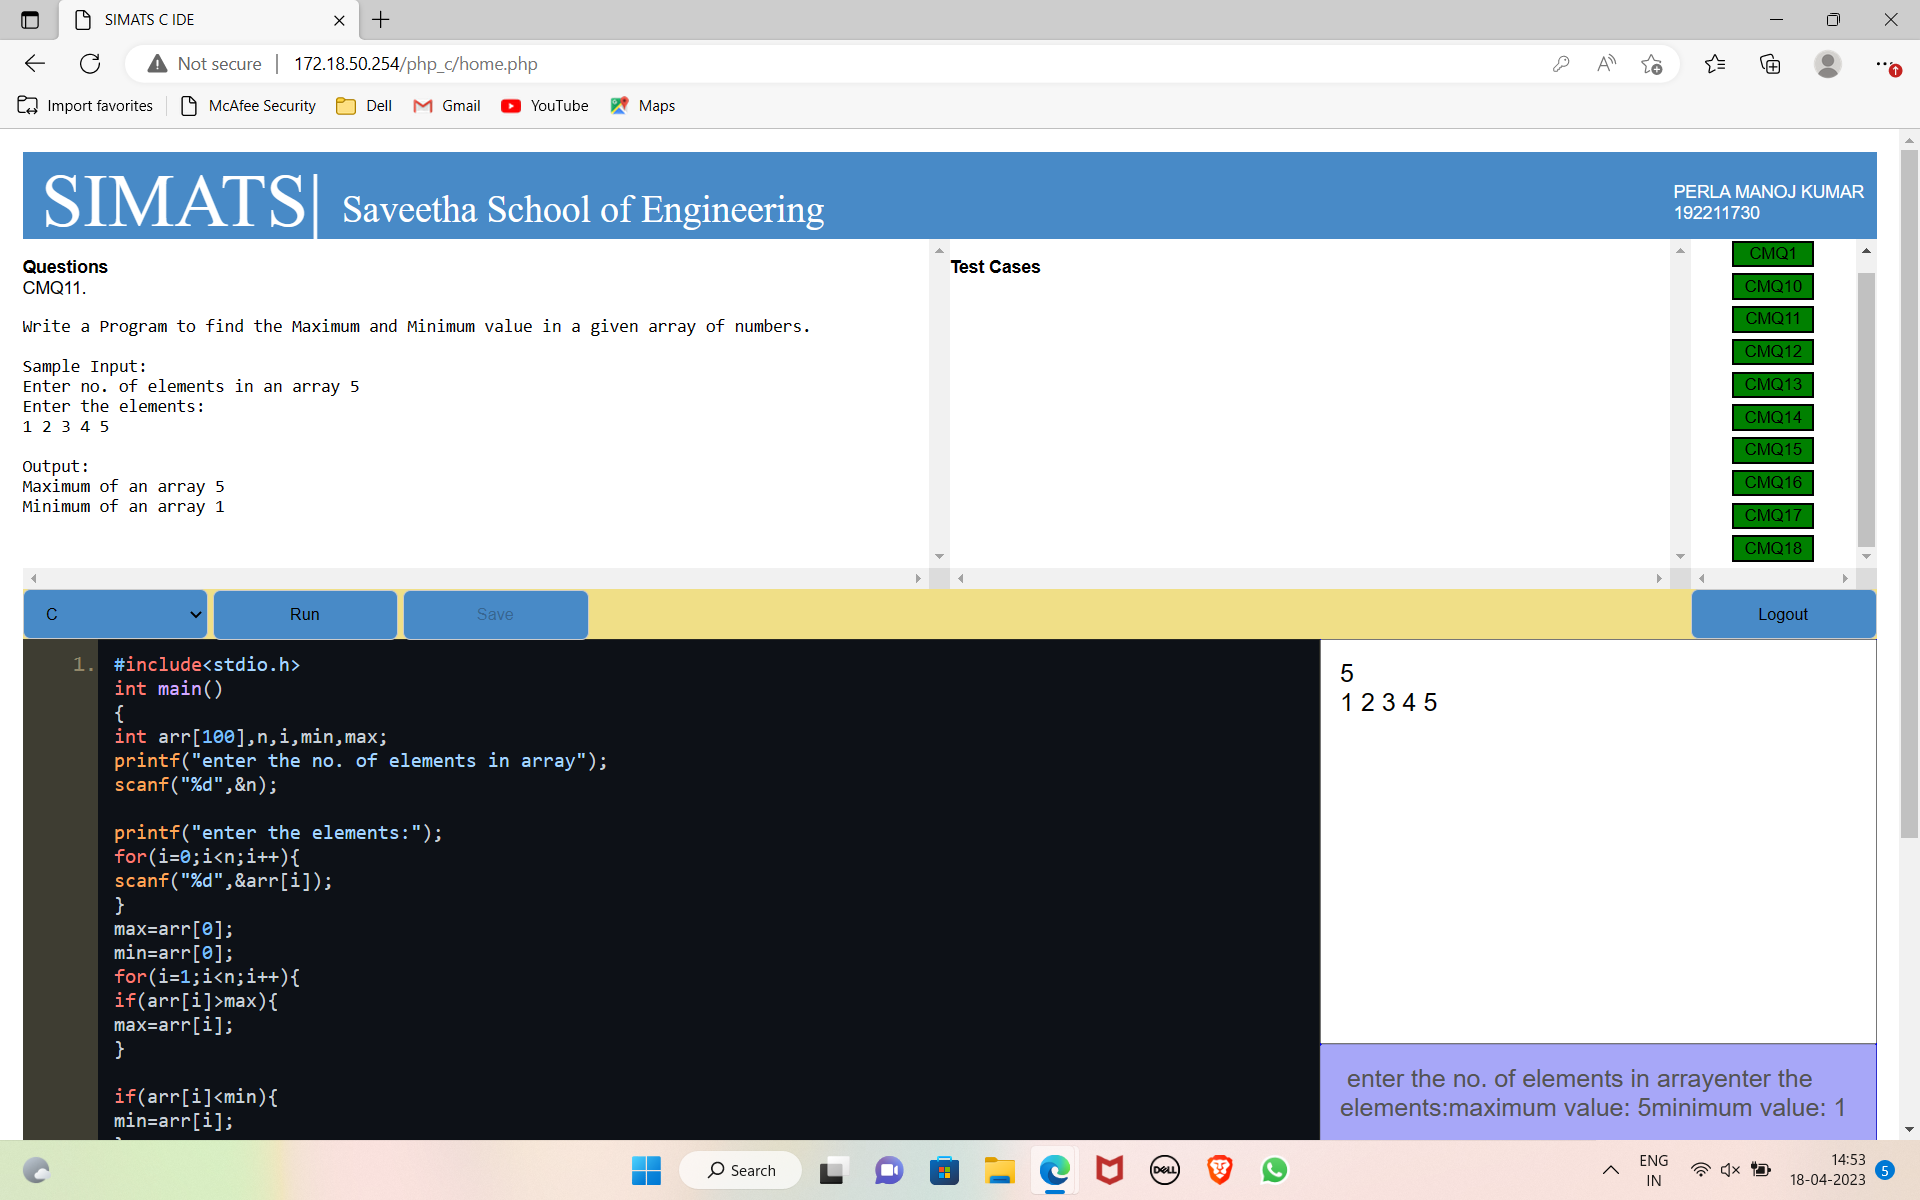 SIMATS C IDE
Not secure
172.18.50.254/php_c/home.php
Import favorites
McAfee Security
Dell
Gmail
YouTube
Maps
SIMATS| Saveetha School of Engineering
PERLA MANOJ KUMAR
192211730
Questions
CMQ11.
Write a Program to find the Maximum and Minimum value in a given array of numbers.
Sample Input:
Enter no. of elements in an array 5
Enter the elements:
1 2 3 4 5
Output:
Maximum of an array 5
Minimum of an array 1
Test Cases
CMQ1
CMQ10
CMQ11
CMQ12
CMQ13
CMQ14
CMQ15
CMQ16
CMQ17
CMQ18
C
Run
Save
Logout
1.
#include<stdio.h>
int main()
{
int arr[100],n,i,min,max;
printf("enter the no. of elements in array");
scanf("%d",&n);
printf("enter the elements:");
for(i=0;i<n;i++){
scanf("%d",&arr[i]);
}
max=arr[0];
min=arr[0];
for(i=1;i<n;i++){
if(arr[i]>max){
max=arr[i];
}
if(arr[i]<min){
min=arr[i];
5
1 2 3 4 5
enter the no. of elements in arrayenter the
elements:maximum value: 5minimum value: 1
Search
DELL
ENG
IN
14:53
18-04-2023
5